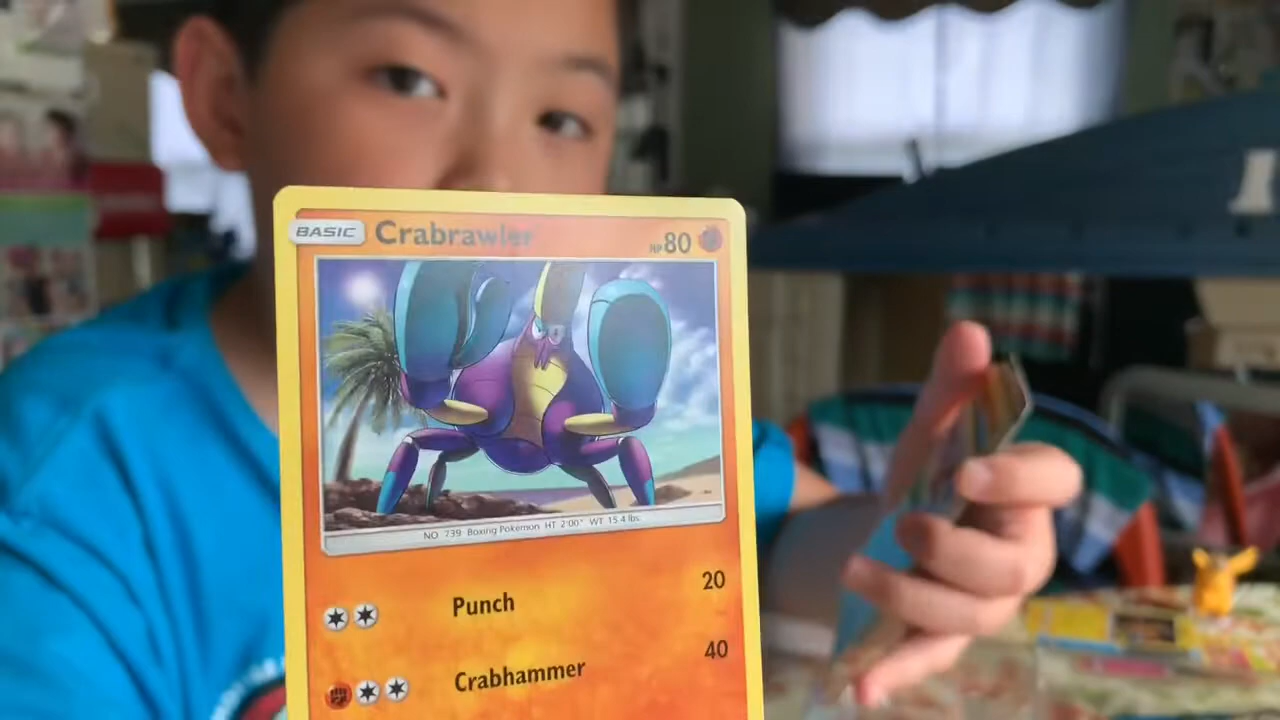 BASIC Crabrawler HP80
NO 739 Boxing Pokémon HT 2'00" WT 15.4 lbs.
Punch 20
Crabhammer 40